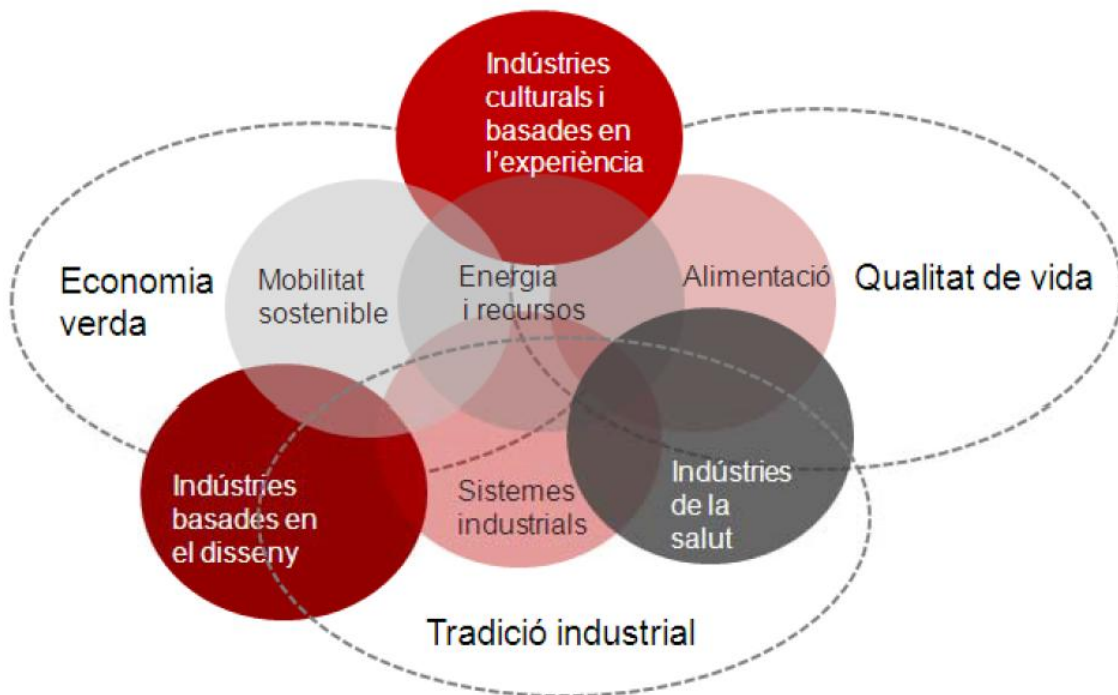 Indústries
culturals i
basades en
l'experiència
Economia
verda
Mobilitat
sostenible
Energia
i recursos
Alimentació
Qualitat de vida
Indústries
basades en
el disseny
Sistemes
industrials
Indústries
de la
salut
Tradició industrial